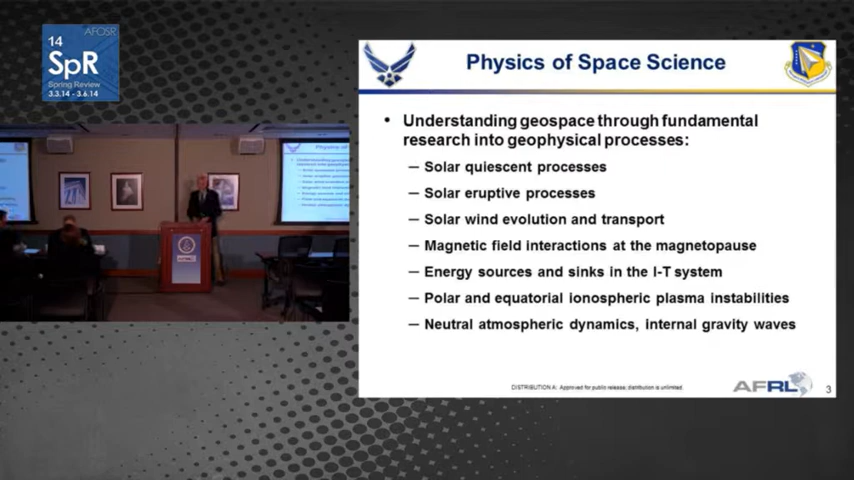 AFOSR
14
SpR
Spring Review
3.3.14 - 3.6.14
Physics of Space Science
• Understanding geospace through fundamental
research into geophysical processes:
– Solar quiescent processes
– Solar eruptive processes
– Solar wind evolution and transport
– Magnetic field interactions at the magnetopause
– Energy sources and sinks in the I-T system
– Polar and equatorial ionospheric plasma instabilities
– Neutral atmospheric dynamics, internal gravity waves
DISTRIBUTION A: Approved for public release; distribution is unlimited
AFRL
3